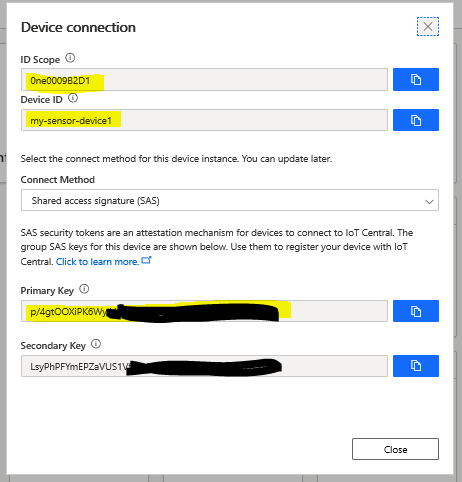 Device connection
ID Scope
0ne0009B2D1
Device ID
my-sensor-device1
Select the connect method for this device instance. You can update later.
Connect Method
Shared access signature (SAS)
SAS security tokens are an attestation mechanism for devices to connect to IoT Central. The
group SAS keys for this device are shown below. Use them to register your device with IoT
Central. Click to learn more.
Primary Key
p/4gtOOXiPK6Wy
Secondary Key
LsyPhPFYmEPZaVUS1V
Close